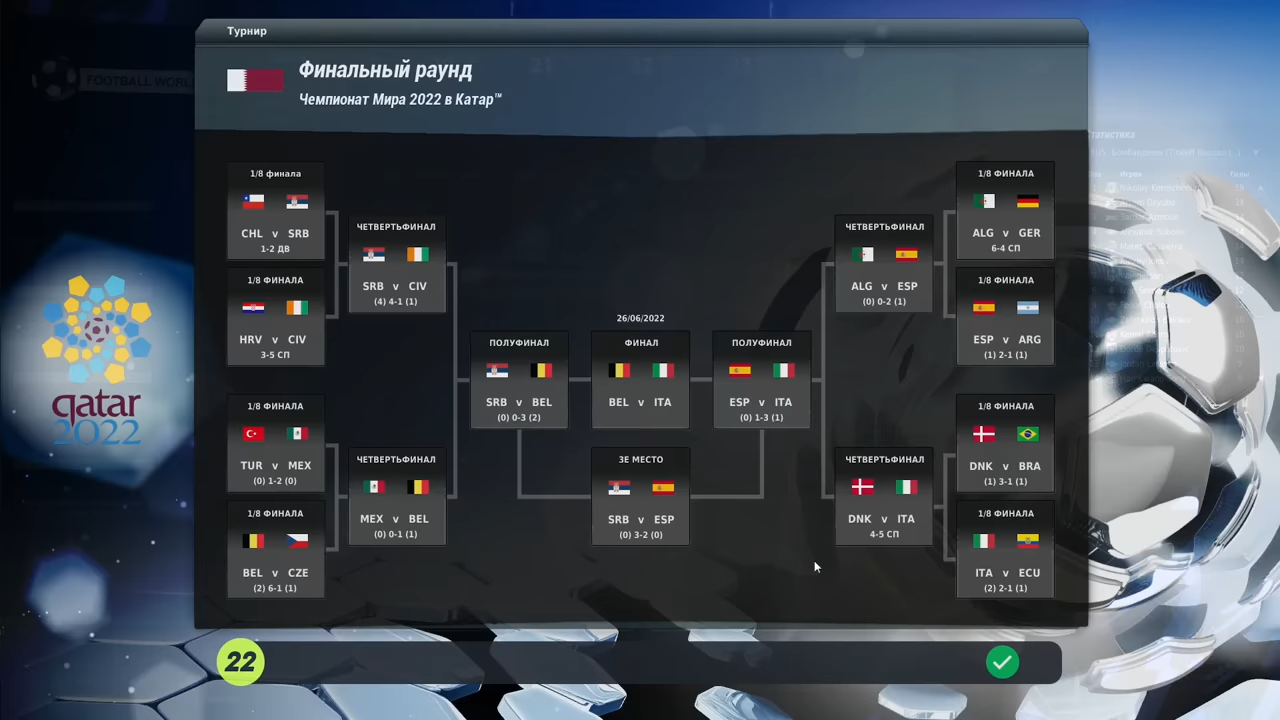 Турнир
Финальный раунд
Чемпионат Мира 2022 в Катар™
FOOTBALL WORL
qatar
2022
1/8 финала
CHL v SRB
1-2 ДВ
1/8 ФИНАЛА
HRV v CIV
3-5 СП
1/8 ФИНАЛА
TUR v MEX
(0) 1-2 (0)
1/8 ФИНАЛА
BEL v CZE
(2) 6-1 (1)
ЧЕТВЕРТЬФИНАЛ
SRB v CIV
(4) 4-1 (1)
ЧЕТВЕРТЬФИНАЛ
MEX v BEL
(0) 0-1 (1)
ПОЛУФИНАЛ
SRB v BEL
(0) 0-3 (2)
26/06/2022
ФИНАЛ
BEL v ITA
3Е МЕСТО
SRB v ESP
(0) 3-2 (0)
ПОЛУФИНАЛ
ESP v ITA
(0) 1-3 (1)
ЧЕТВЕРТЬФИНАЛ
ALG v ESP
(0) 0-2 (1)
ЧЕТВЕРТЬФИНАЛ
DNK v ITA
4-5 СП
1/8 ФИНАЛА
ALG v GER
6-4 СП
1/8 ФИНАЛА
ESP v ARG
(1) 2-1 (1)
1/8 ФИНАЛА
DNK v BRA
(1) 3-1 (1)
1/8 ФИНАЛА
ITA v ECU
(2) 2-1 (1)
22